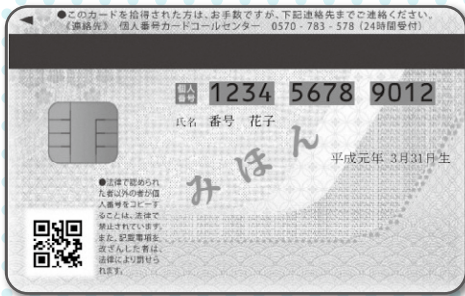 ●このカードを拾得された方は、お手数ですが、下記連絡先までご連絡ください。
《連絡先》 個人番号カードコールセンター 0570-783-578 (24時間受付)
個人番号 1234 5678 9012
氏名 番号 花子
平成元年 3月31日生
みほん
●法律で認められ
た者以外の者が個
人番号をコピーす
ることは、法律で
禁止されています。
また、記載事項を
改ざんした者は、
法律により罰せら
れます。